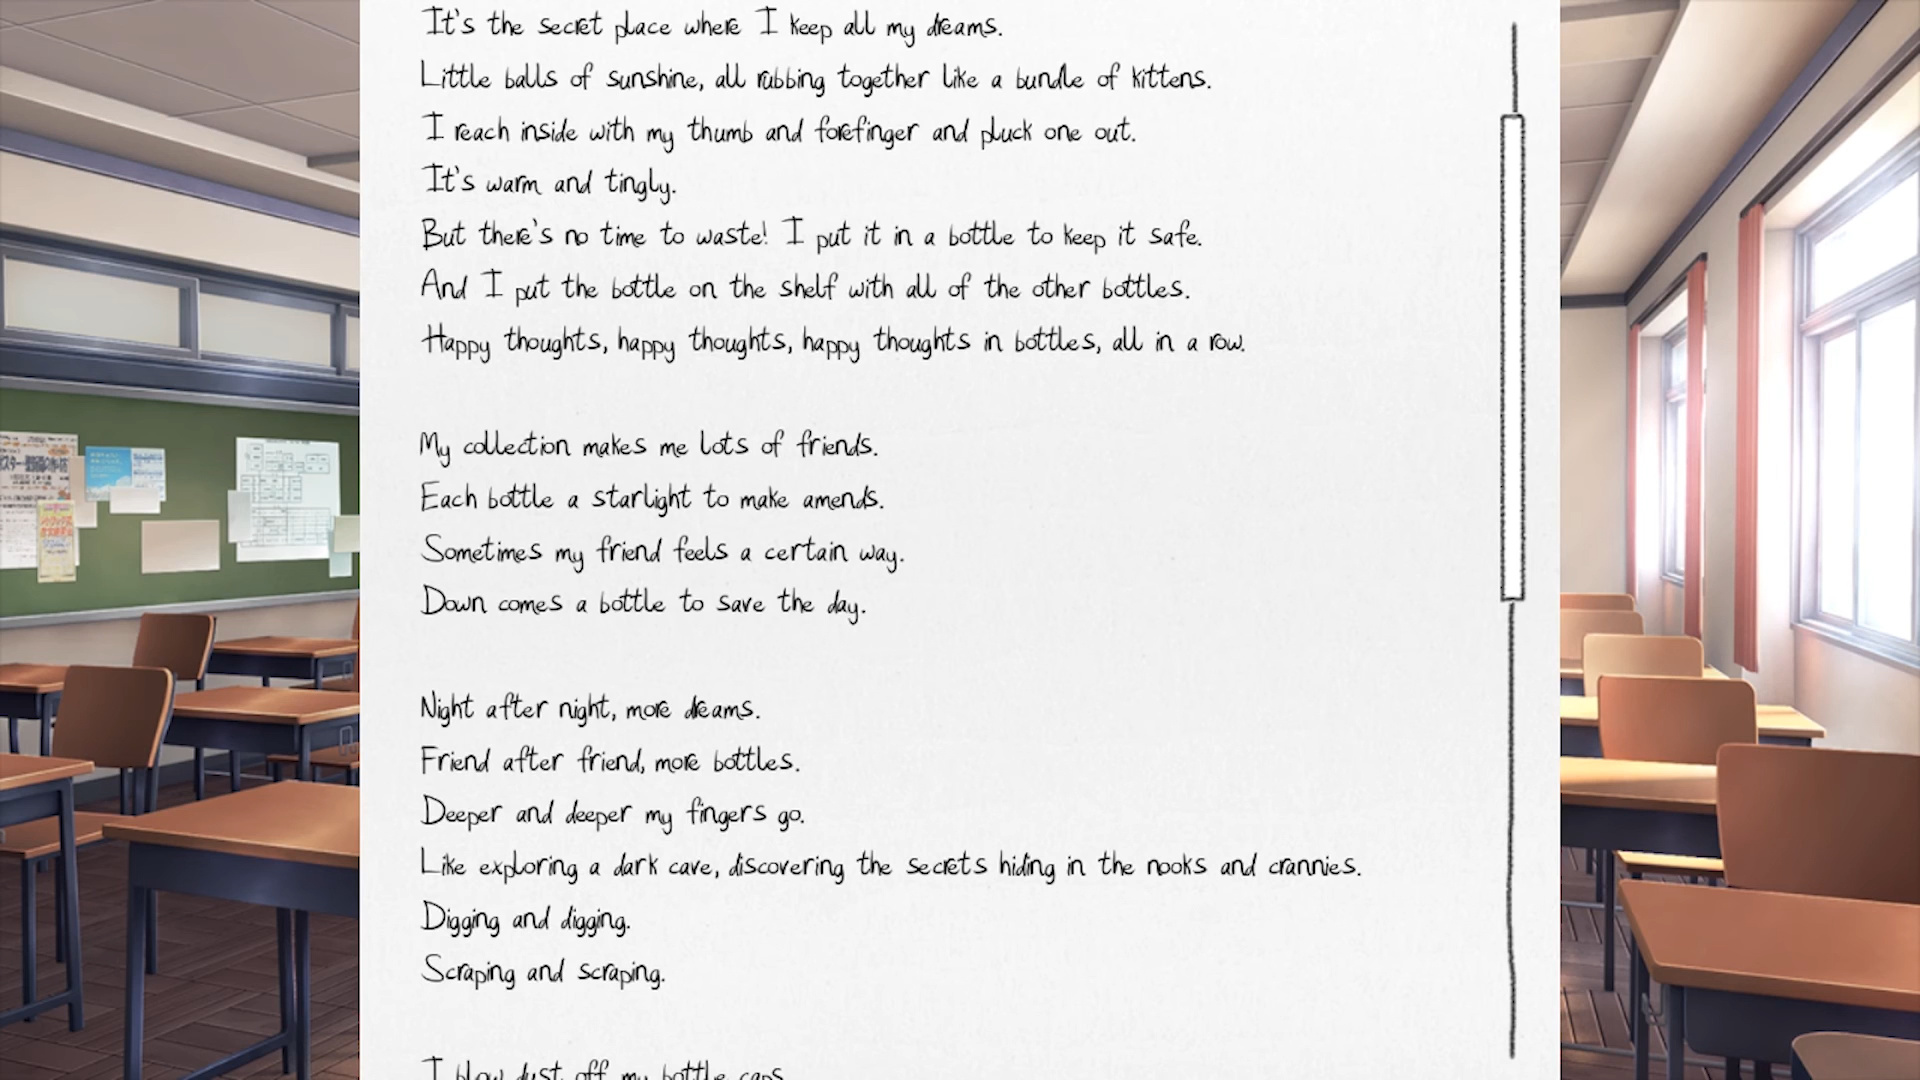 It's the secret place where I keep all my dreams.
Little balls of sunshine, all rubbing together like a bundle of kittens.
I reach inside with my thumb and forefinger and pluck one out.
It's warm and tingly.
But there's no time to waste! I put it in a bottle to keep it safe.
And I put the bottle on the shelf with all of the other bottles.
Happy thoughts, happy thoughts, happy thoughts in bottles, all in a row.
My collection makes me lots of friends.
Each bottle a starlight to make amends.
Sometimes my friend feels a certain way.
Down comes a bottle to save the day.
Night after night, more dreams.
Friend after friend, more bottles.
Deeper and deeper my fingers go.
Like exploring a dark cave, discovering the secrets hiding in the nooks and crannies.
Digging and digging.
Scraping and scraping.
I blow dust off my bottle caps